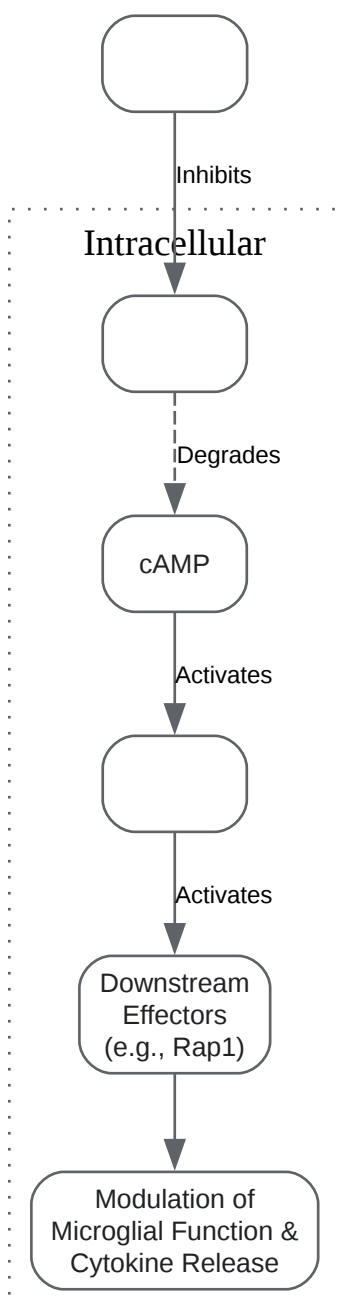 Inhibits
Intracellular
Degrades
cAMP
Activates
Activates
Downstream
Effectors
(e.g., Rap1)
Modulation of
Microglial Function &
Cytokine Release